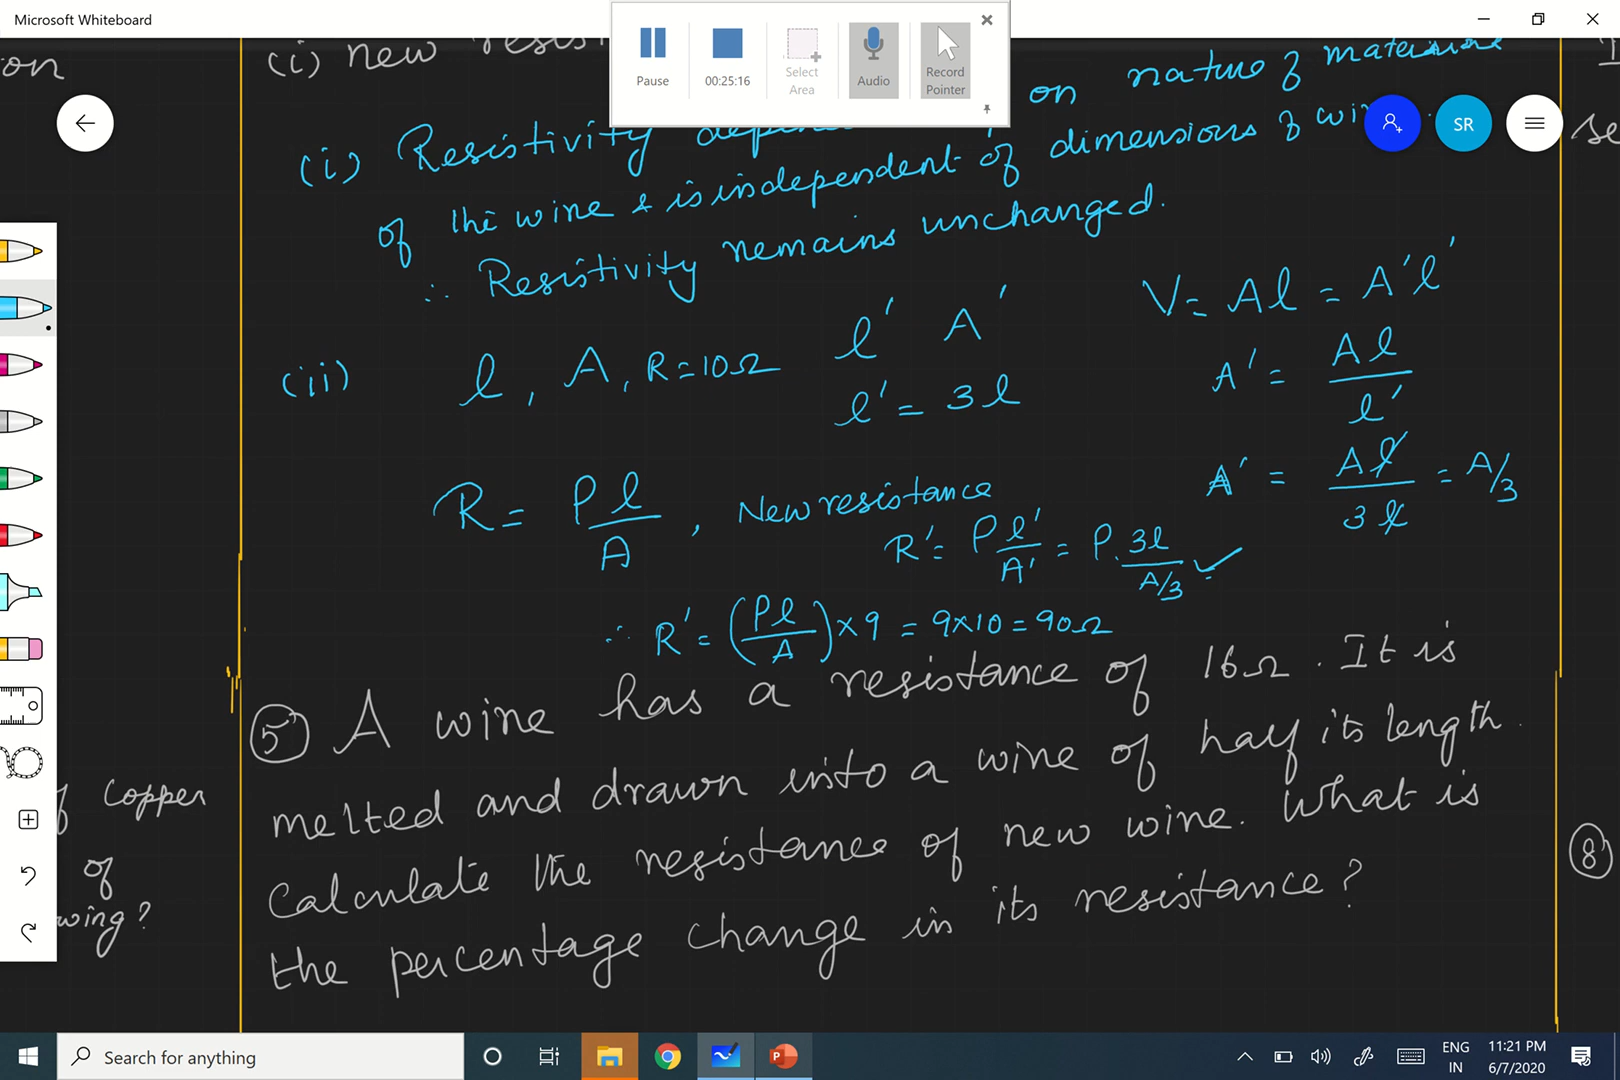 Microsoft Whiteboard
Pause
00:25:16
Select Area
Audio
Record Pointer
on
(i) new
SR
(i) Resistivity on nature of
of the wire & is independent of dimensions of
∴ Resistivity remains unchanged.
(ii) l, A, R=10Ω l' A'
l' = 3l
V = Al = A'l'
A' = Al/l'
A' = Al/3l = A/3
R = ρl/A, New resistance
R' = ρl'/A' = ρ.3l/A/3 ✓
∴ R' = (ρl/A) × 9 = 9×10 = 90Ω
⑤ A wire has a resistance of 16Ω. It is
melted and drawn into a wire of half its length.
Calculate the resistance of new wire. What is
the percentage change in its resistance?
of copper
of
wing?
⑧
Search for anything
ENG
IN
11:21 PM
6/7/2020